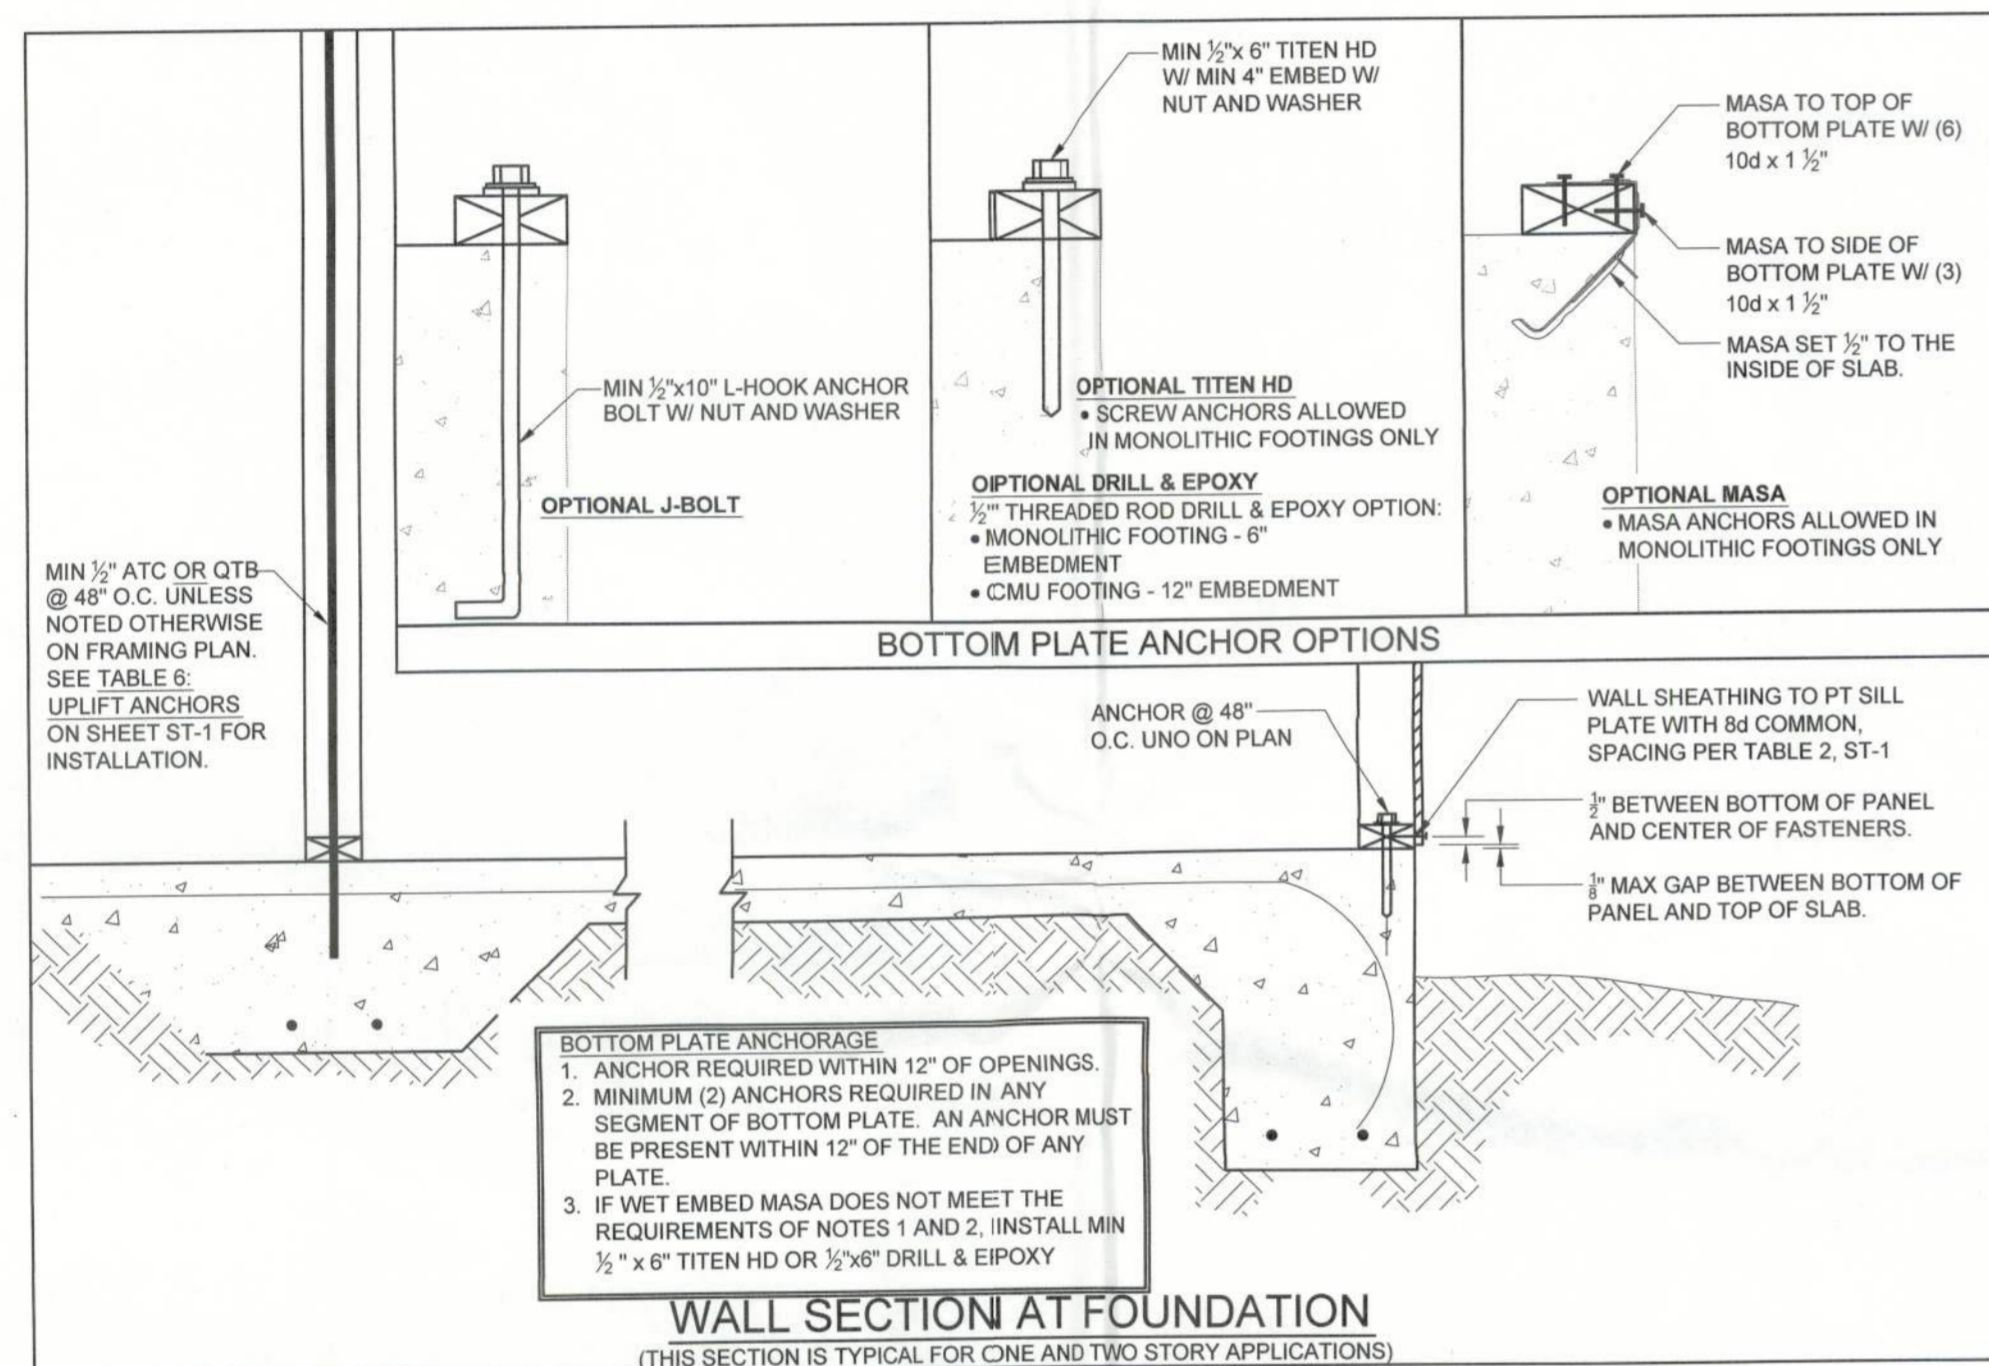 MIN ½"x 6" TITEN HD
W/ MIN 4" EMBED W/
NUT AND WASHER
MASA TO TOP OF
BOTTOM PLATE W/ (6)
10d x 1 ½"
MASA TO SIDE OF
BOTTOM PLATE W/ (3)
10d x 1 ½"
MASA SET ½" TO THE
INSIDE OF SLAB.
MIN ½"x10" L-HOOK ANCHOR
BOLT W/ NUT AND WASHER
OPTIONAL J-BOLT
OPTIONAL TITEN HD
• SCREW ANCHORS ALLOWED
IN MONOLITHIC FOOTINGS ONLY
OPTIONAL DRILL & EPOXY
½" THREADED ROD DRILL & EPOXY OPTION:
• MONOLITHIC FOOTING - 6"
EMBEDMENT
• CMU FOOTING - 12" EMBEDMENT
OPTIONAL MASA
• MASA ANCHORS ALLOWED IN
MONOLITHIC FOOTINGS ONLY
BOTTOM PLATE ANCHOR OPTIONS
MIN ½" ATC OR QTB
@ 48" O.C. UNLESS
NOTED OTHERWISE
ON FRAMING PLAN.
SEE TABLE 6:
UPLIFT ANCHORS
ON SHEET ST-1 FOR
INSTALLATION.
ANCHOR @ 48"
O.C. UNO ON PLAN
WALL SHEATHING TO PT SILL
PLATE WITH 8d COMMON,
SPACING PER TABLE 2, ST-1
½" BETWEEN BOTTOM OF PANEL
AND CENTER OF FASTENERS.
⅛" MAX GAP BETWEEN BOTTOM OF
PANEL AND TOP OF SLAB.
BOTTOM PLATE ANCHORAGE
1. ANCHOR REQUIRED WITHIN 12" OF OPENINGS.
2. MINIMUM (2) ANCHORS REQUIRED IN ANY
SEGMENT OF BOTTOM PLATE. AN ANCHOR MUST
BE PRESENT WITHIN 12" OF THE END OF ANY
PLATE.
3. IF WET EMBED MASA DOES NOT MEET THE
REQUIREMENTS OF NOTES 1 AND 2, INSTALL MIN
½ " x 6" TITEN HD OR ½"x6" DRILL & EPOXY
WALL SECTION AT FOUNDATION
(THIS SECTION IS TYPICAL FOR ONE AND TWO STORY APPLICATIONS)